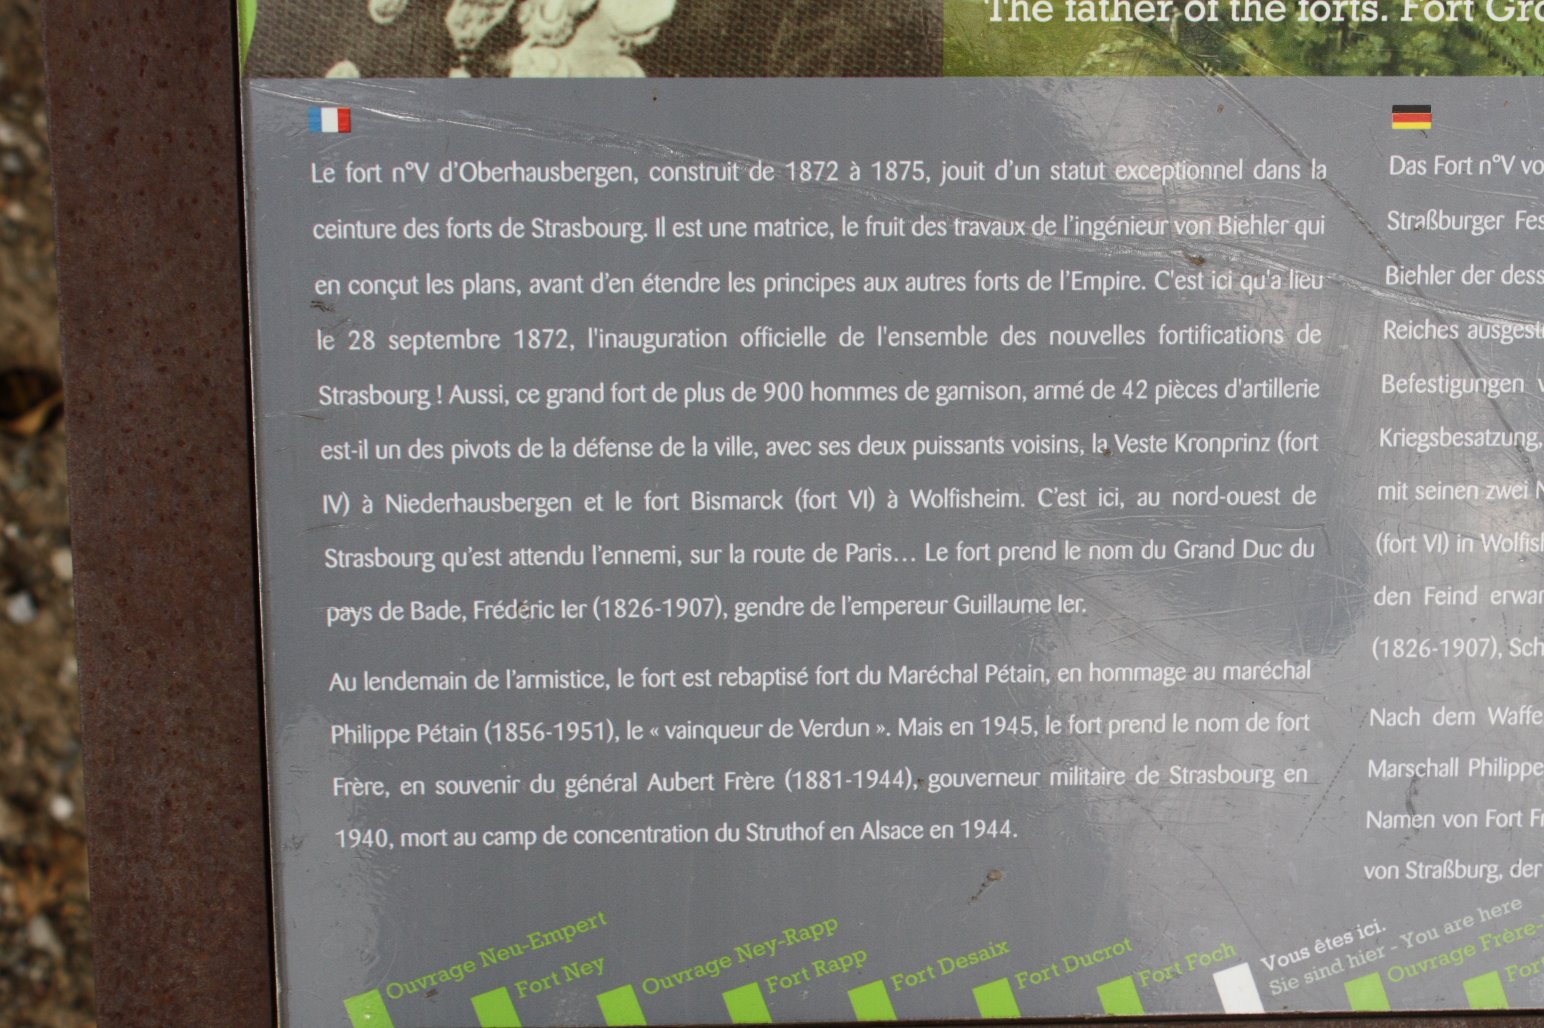 The father of the forts. Fort Gro
Le fort n°V d'Oberhausbergen, construit de 1872 à 1875, jouit d'un statut exceptionnel dans la
ceinture des forts de Strasbourg. Il est une matrice, le fruit des travaux de l'ingénieur von Biehler qui
en conçut les plans, avant d'en étendre les principes aux autres forts de l'Empire. C'est ici qu'a lieu
le 28 septembre 1872, l'inauguration officielle de l'ensemble des nouvelles fortifications de
Strasbourg ! Aussi, ce grand fort de plus de 900 hommes de garnison, armé de 42 pièces d'artillerie
est-il un des pivots de la défense de la ville, avec ses deux puissants voisins, la Veste Kronprinz (fort
IV) à Niederhausbergen et le fort Bismarck (fort VI) à Wolfisheim. C'est ici, au nord-ouest de
Strasbourg qu'est attendu l'ennemi, sur la route de Paris... Le fort prend le nom du Grand Duc du
pays de Bade, Frédéric Ier (1826-1907), gendre de l'empereur Guillaume Ier.
Au lendemain de l'armistice, le fort est rebaptisé fort du Maréchal Pétain, en hommage au maréchal
Philippe Pétain (1856-1951), le « vainqueur de Verdun ». Mais en 1945, le fort prend le nom de fort
Frère, en souvenir du général Aubert Frère (1881-1944), gouverneur militaire de Strasbourg en
1940, mort au camp de concentration du Struthof en Alsace en 1944.
Das Fort n°V vo
Straßburger Fes
Biehler der dess
Reiches ausgest
Befestigungen v
Kriegsbesatzung,
mit seinen zwei N
(fort VI) in Wolfish
den Feind erwar
(1826-1907), Sch
Nach dem Waffe
Marschall Philippe
Namen von Fort Fr
von Straßburg, der
Ouvrage Neu-Empert
Fort Ney
Ouvrage Ney-Rapp
Fort Rapp
Fort Desaix
Fort Ducrot
Fort Foch
Vous êtes ici.
Sie sind hier - You are here
Ouvrage Frère-
Fort